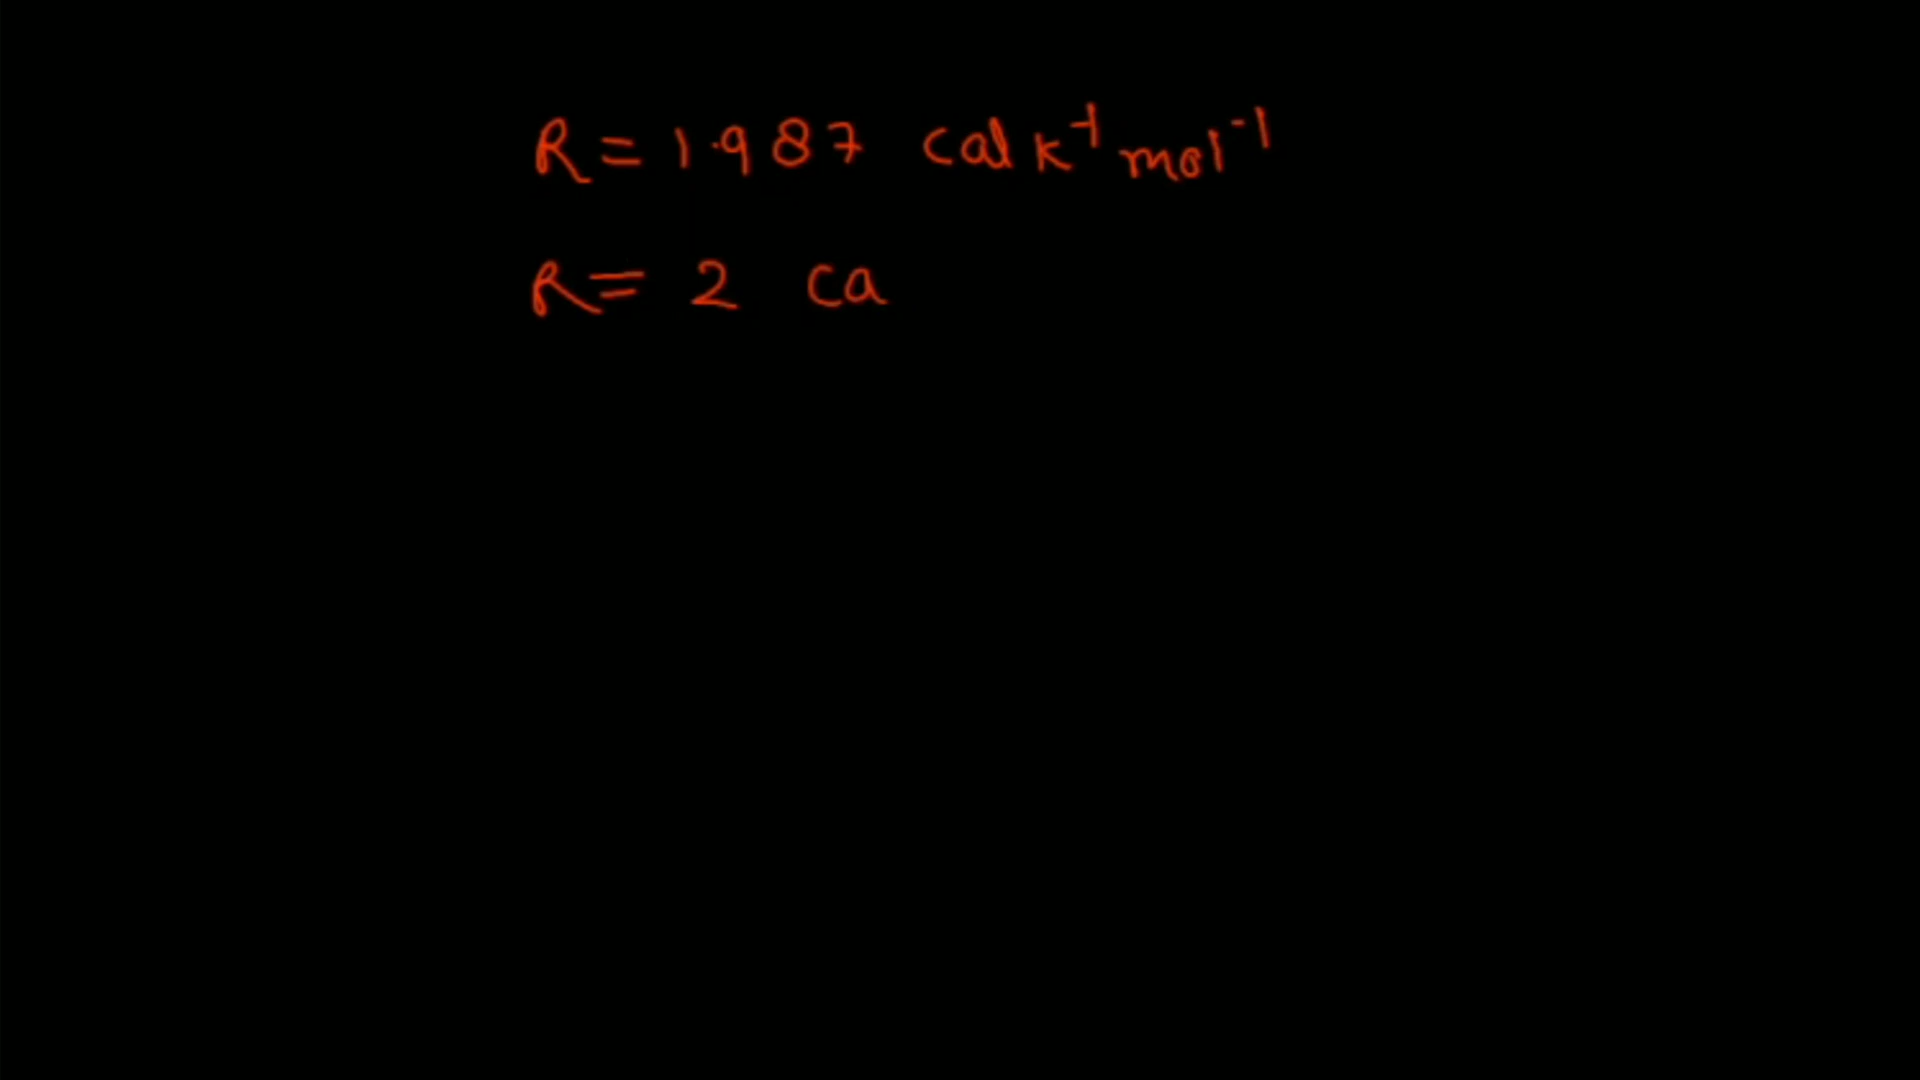 R = 1.987 cal k⁻¹ mol⁻¹
R = 2 ca